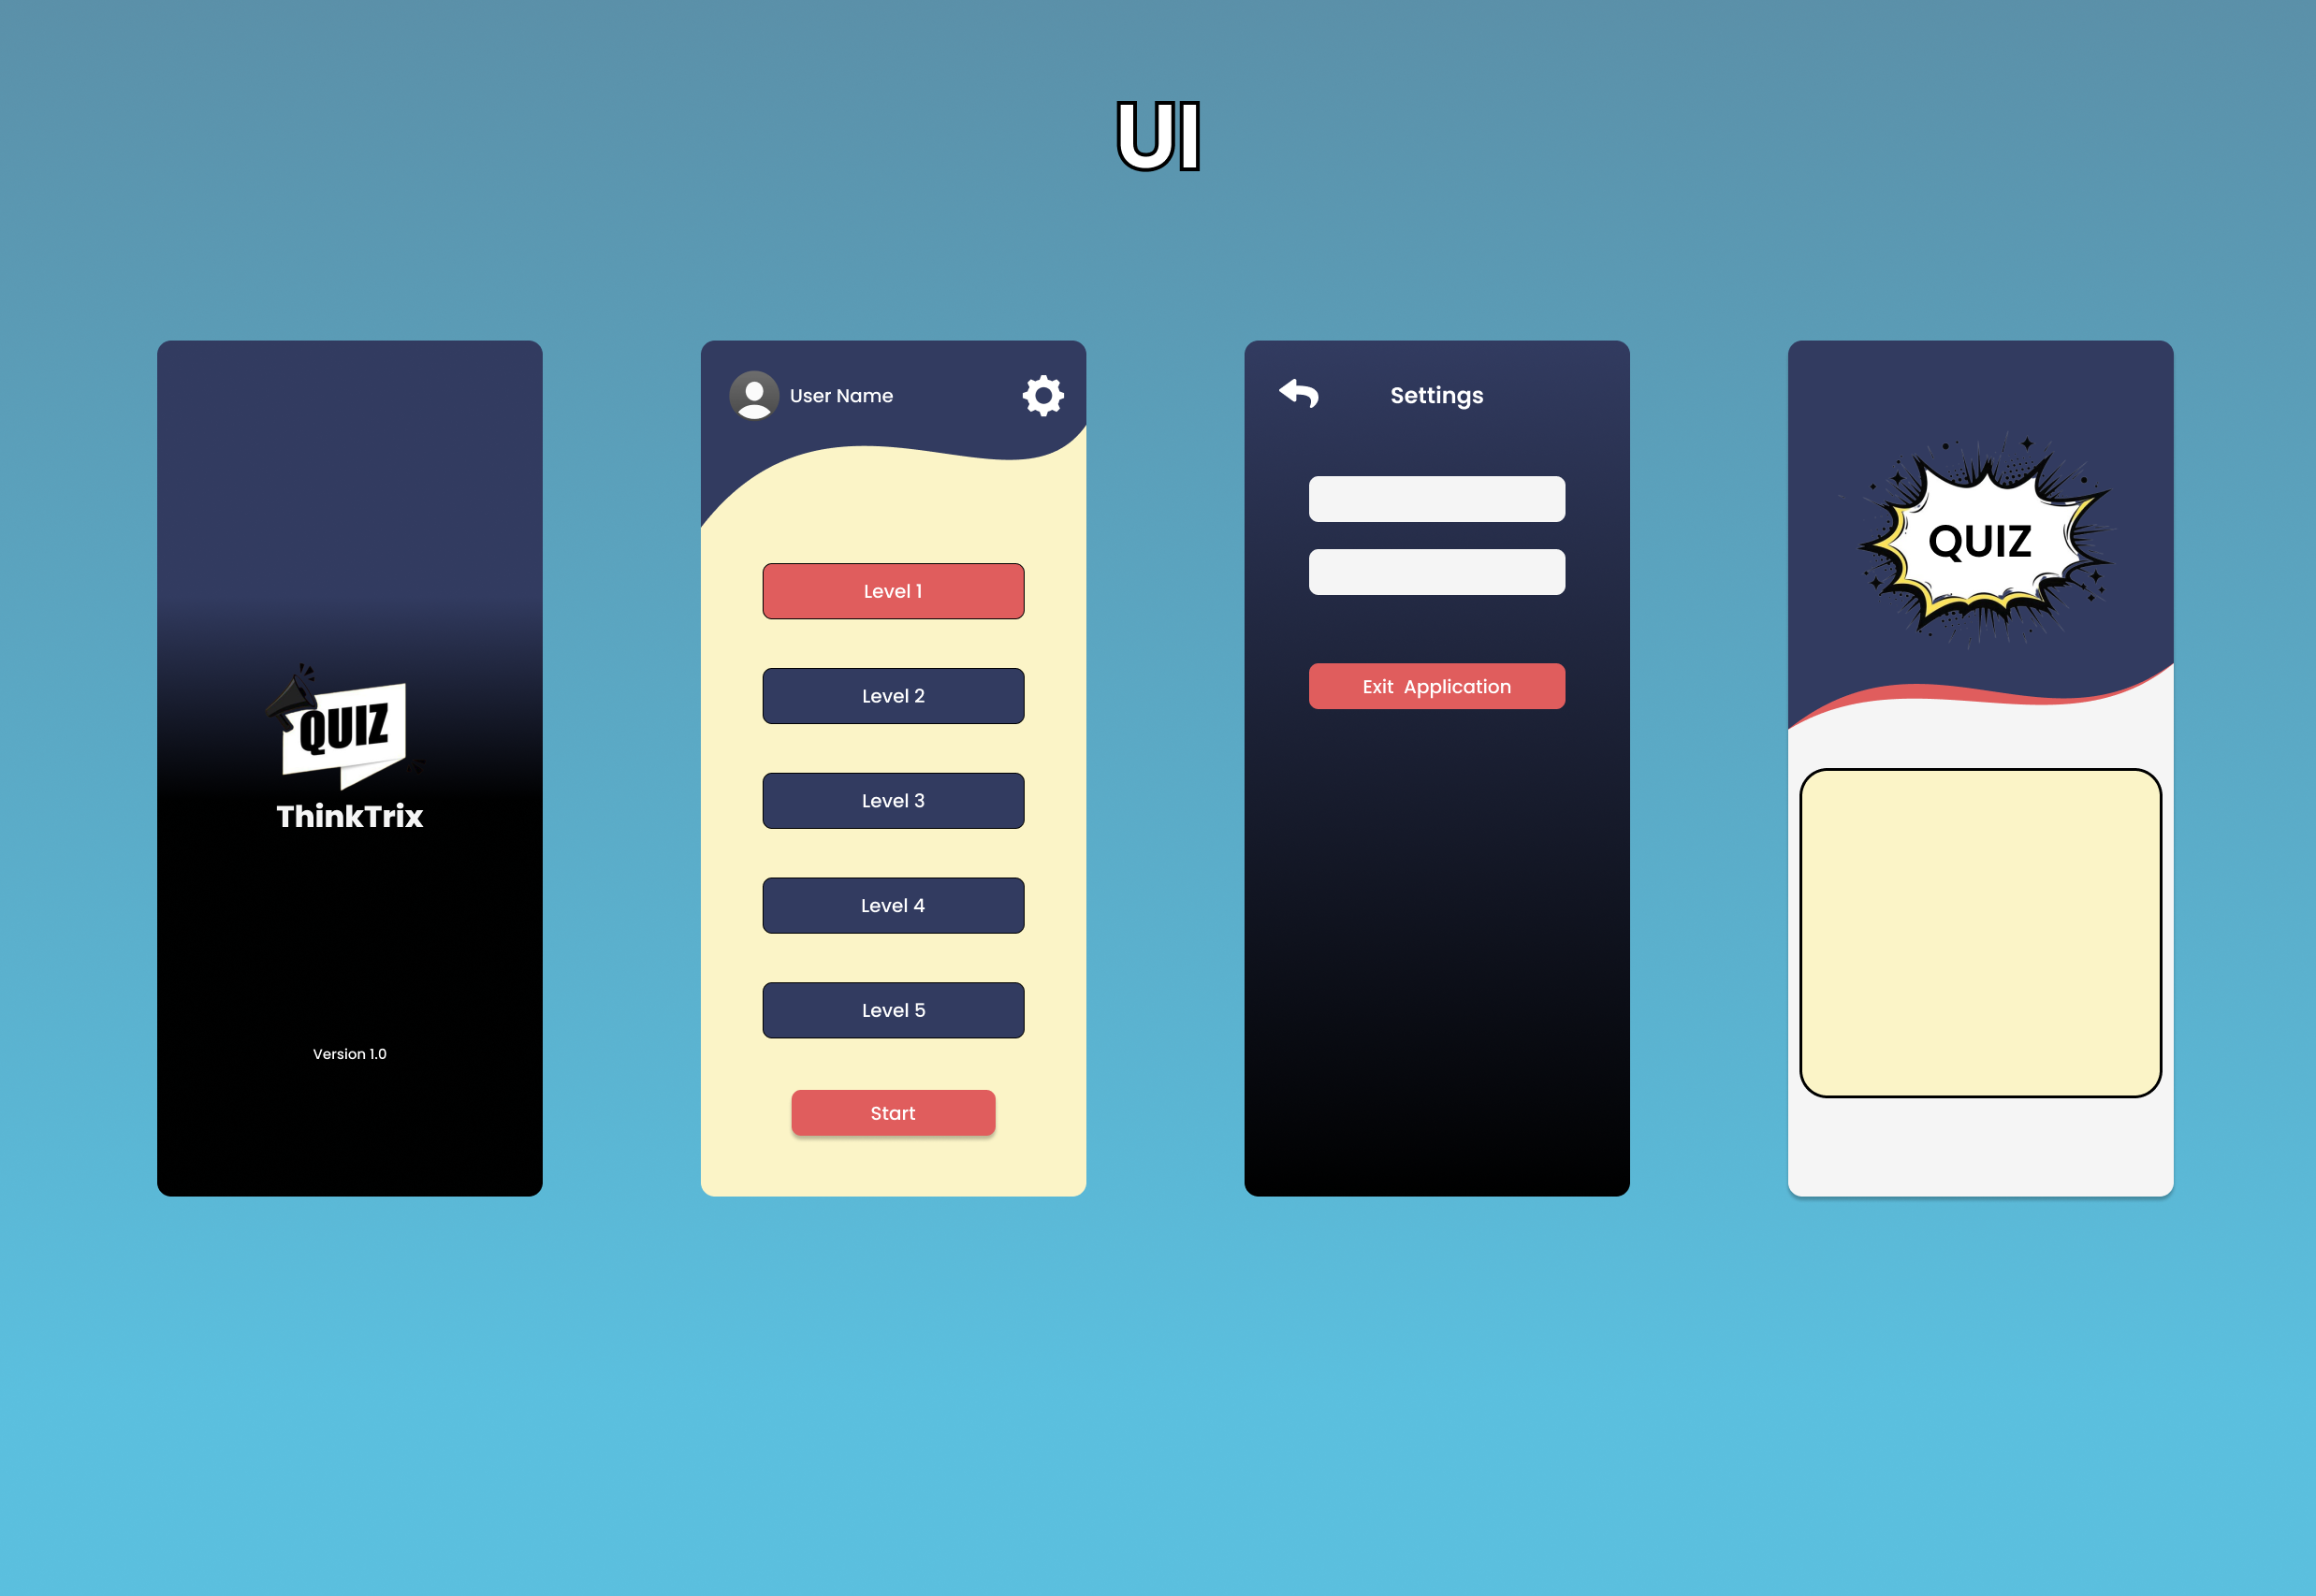 UI
QUIZ
ThinkTrix
Version 1.0
User Name
Level 1
Level 2
Level 3
Level 4
Level 5
Start
Settings
Exit Application
QUIZ